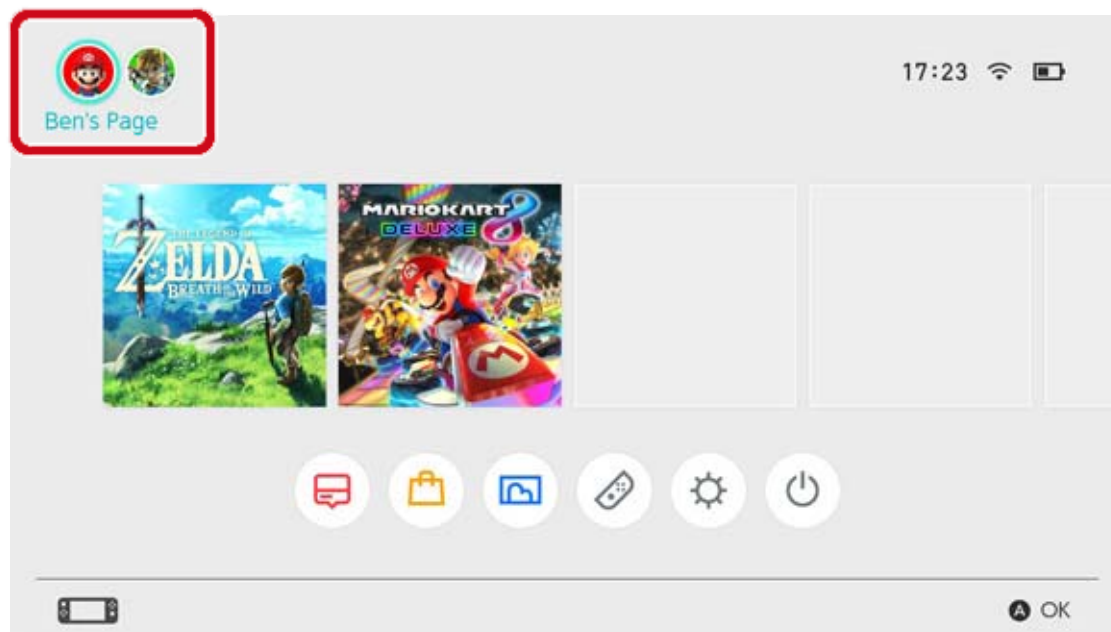 17:23
Ben's Page
THE LEGEND OF
ZELDA
BREATH OF THE WILD
MARIOKART 8
DELUXE
M
A OK